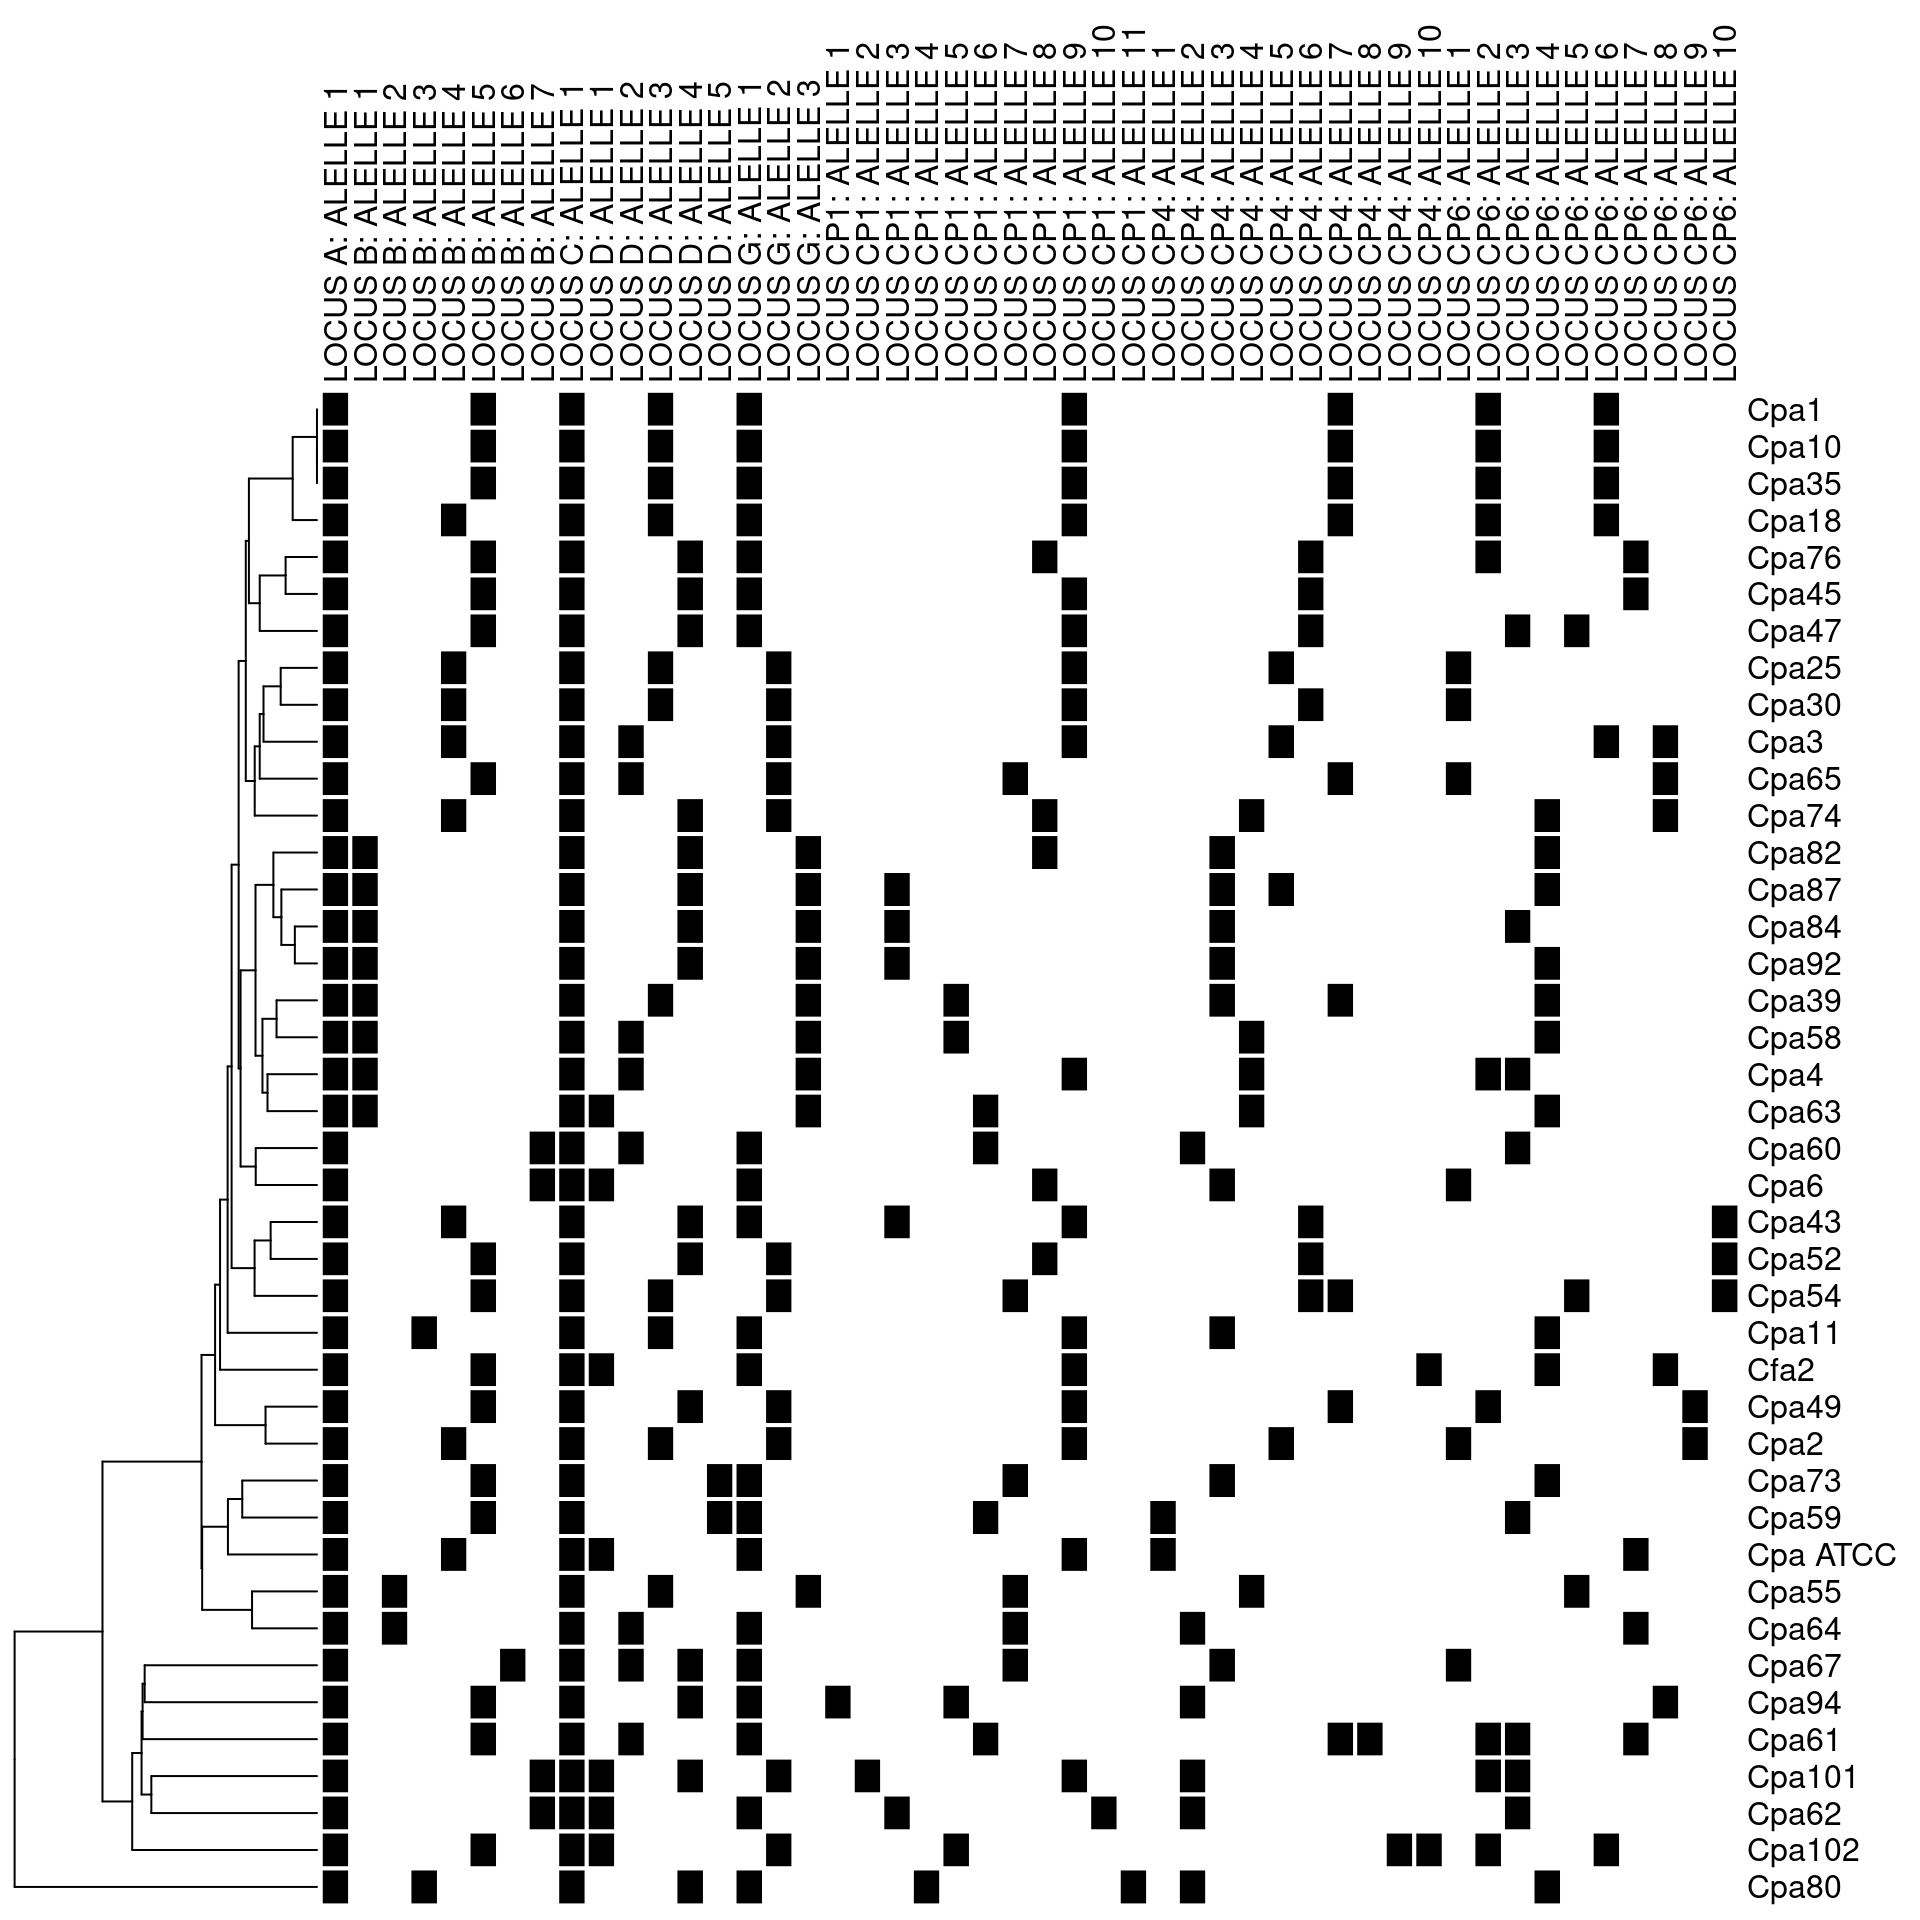 LOCUS A: ALELLE 1
LOCUS B: ALELLE 1
LOCUS B: ALELLE 2
LOCUS B: ALELLE 3
LOCUS B: ALELLE 4
LOCUS B: ALELLE 5
LOCUS B: ALELLE 6
LOCUS B: ALELLE 7
LOCUS C: ALELLE 1
LOCUS D: ALELLE 1
LOCUS D: ALELLE 2
LOCUS D: ALELLE 3
LOCUS D: ALELLE 4
LOCUS D: ALELLE 5
LOCUS G: ALELLE 1
LOCUS G: ALELLE 2
LOCUS G: ALELLE 3
LOCUS CP1: ALELLE 1
LOCUS CP1: ALELLE 2
LOCUS CP1: ALELLE 3
LOCUS CP1: ALELLE 4
LOCUS CP1: ALELLE 5
LOCUS CP1: ALELLE 6
LOCUS CP1: ALELLE 7
LOCUS CP1: ALELLE 8
LOCUS CP1: ALELLE 9
LOCUS CP1: ALELLE 10
LOCUS CP1: ALELLE 11
LOCUS CP4: ALELLE 1
LOCUS CP4: ALELLE 2
LOCUS CP4: ALELLE 3
LOCUS CP4: ALELLE 4
LOCUS CP4: ALELLE 5
LOCUS CP4: ALELLE 6
LOCUS CP4: ALELLE 7
LOCUS CP4: ALELLE 8
LOCUS CP4: ALELLE 9
LOCUS CP4: ALELLE 10
LOCUS CP6: ALELLE 1
LOCUS CP6: ALELLE 2
LOCUS CP6: ALELLE 3
LOCUS CP6: ALELLE 4
LOCUS CP6: ALELLE 5
LOCUS CP6: ALELLE 6
LOCUS CP6: ALELLE 7
LOCUS CP6: ALELLE 8
LOCUS CP6: ALELLE 9
LOCUS CP6: ALELLE 10
Cpa1
Cpa10
Cpa35
Cpa18
Cpa76
Cpa45
Cpa47
Cpa25
Cpa30
Cpa3
Cpa65
Cpa74
Cpa82
Cpa87
Cpa84
Cpa92
Cpa39
Cpa58
Cpa4
Cpa63
Cpa60
Cpa6
Cpa43
Cpa52
Cpa54
Cpa11
Cfa2
Cpa49
Cpa2
Cpa73
Cpa59
Cpa ATCC
Cpa55
Cpa64
Cpa67
Cpa94
Cpa61
Cpa101
Cpa62
Cpa102
Cpa80